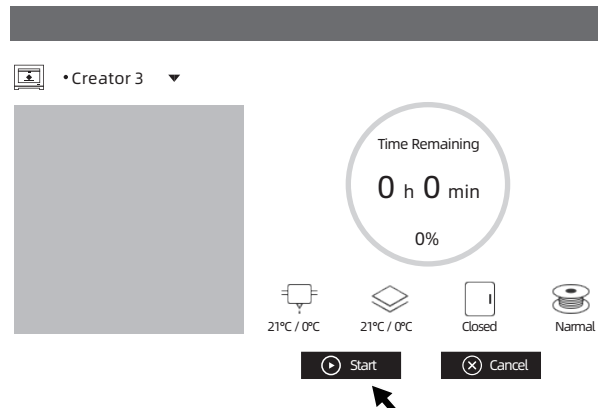 •Creator 3
Time Remaining
0 h 0 min
0%
21°C / 0°C
21°C / 0°C
Closed
Narmal
Start
Cancel